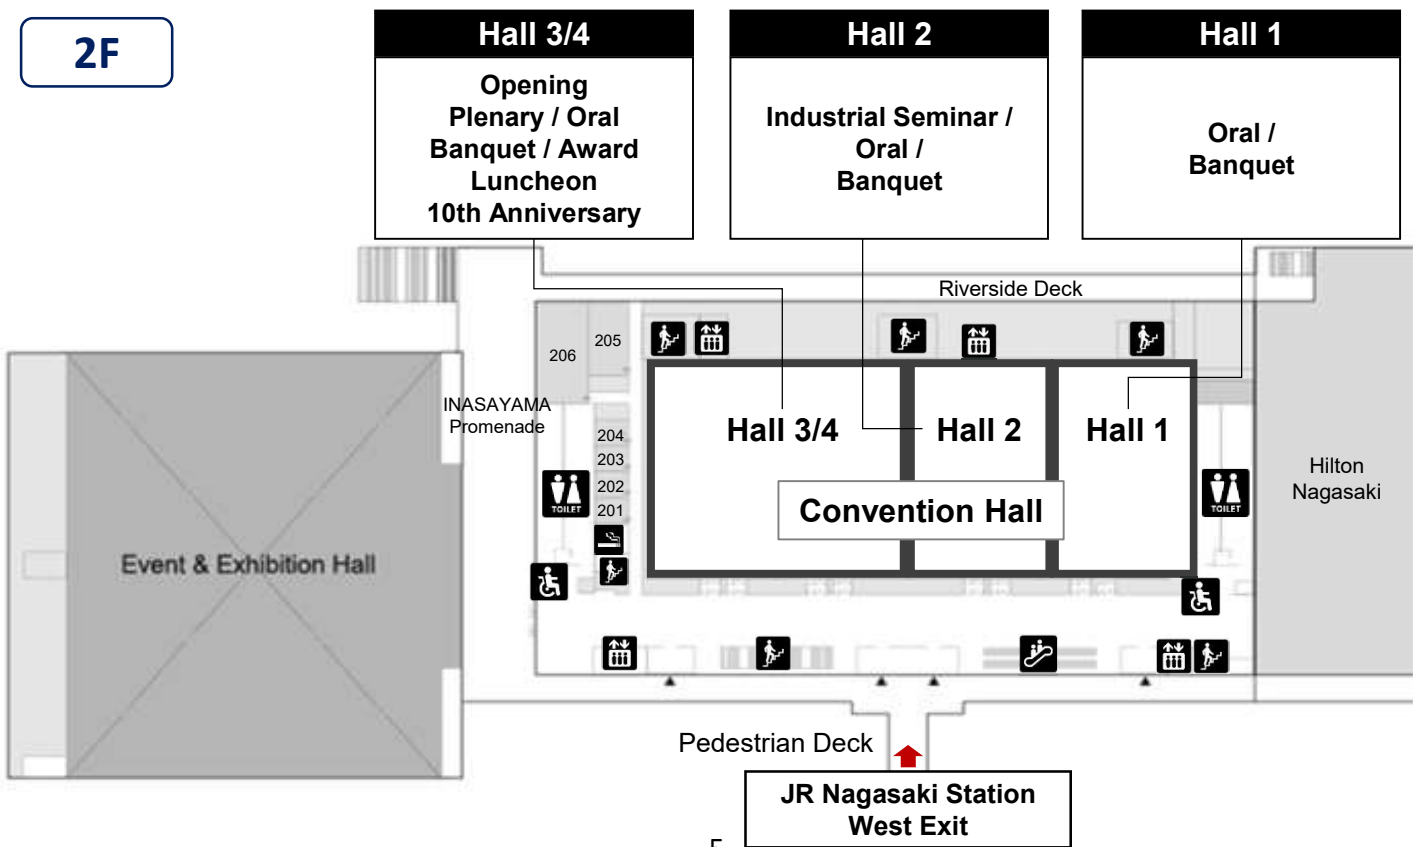 2F
Hall 3/4
Opening
Plenary / Oral
Banquet / Award
Luncheon
10th Anniversary
Hall 2
Industrial Seminar /
Oral /
Banquet
Hall 1
Oral /
Banquet
Riverside Deck
206
205
INASAYAMA
Promenade
204
203
202
201
TOILET
Hall 3/4
Hall 2
Hall 1
Convention Hall
TOILET
Hilton
Nagasaki
Event & Exhibition Hall
Pedestrian Deck
JR Nagasaki Station
West Exit